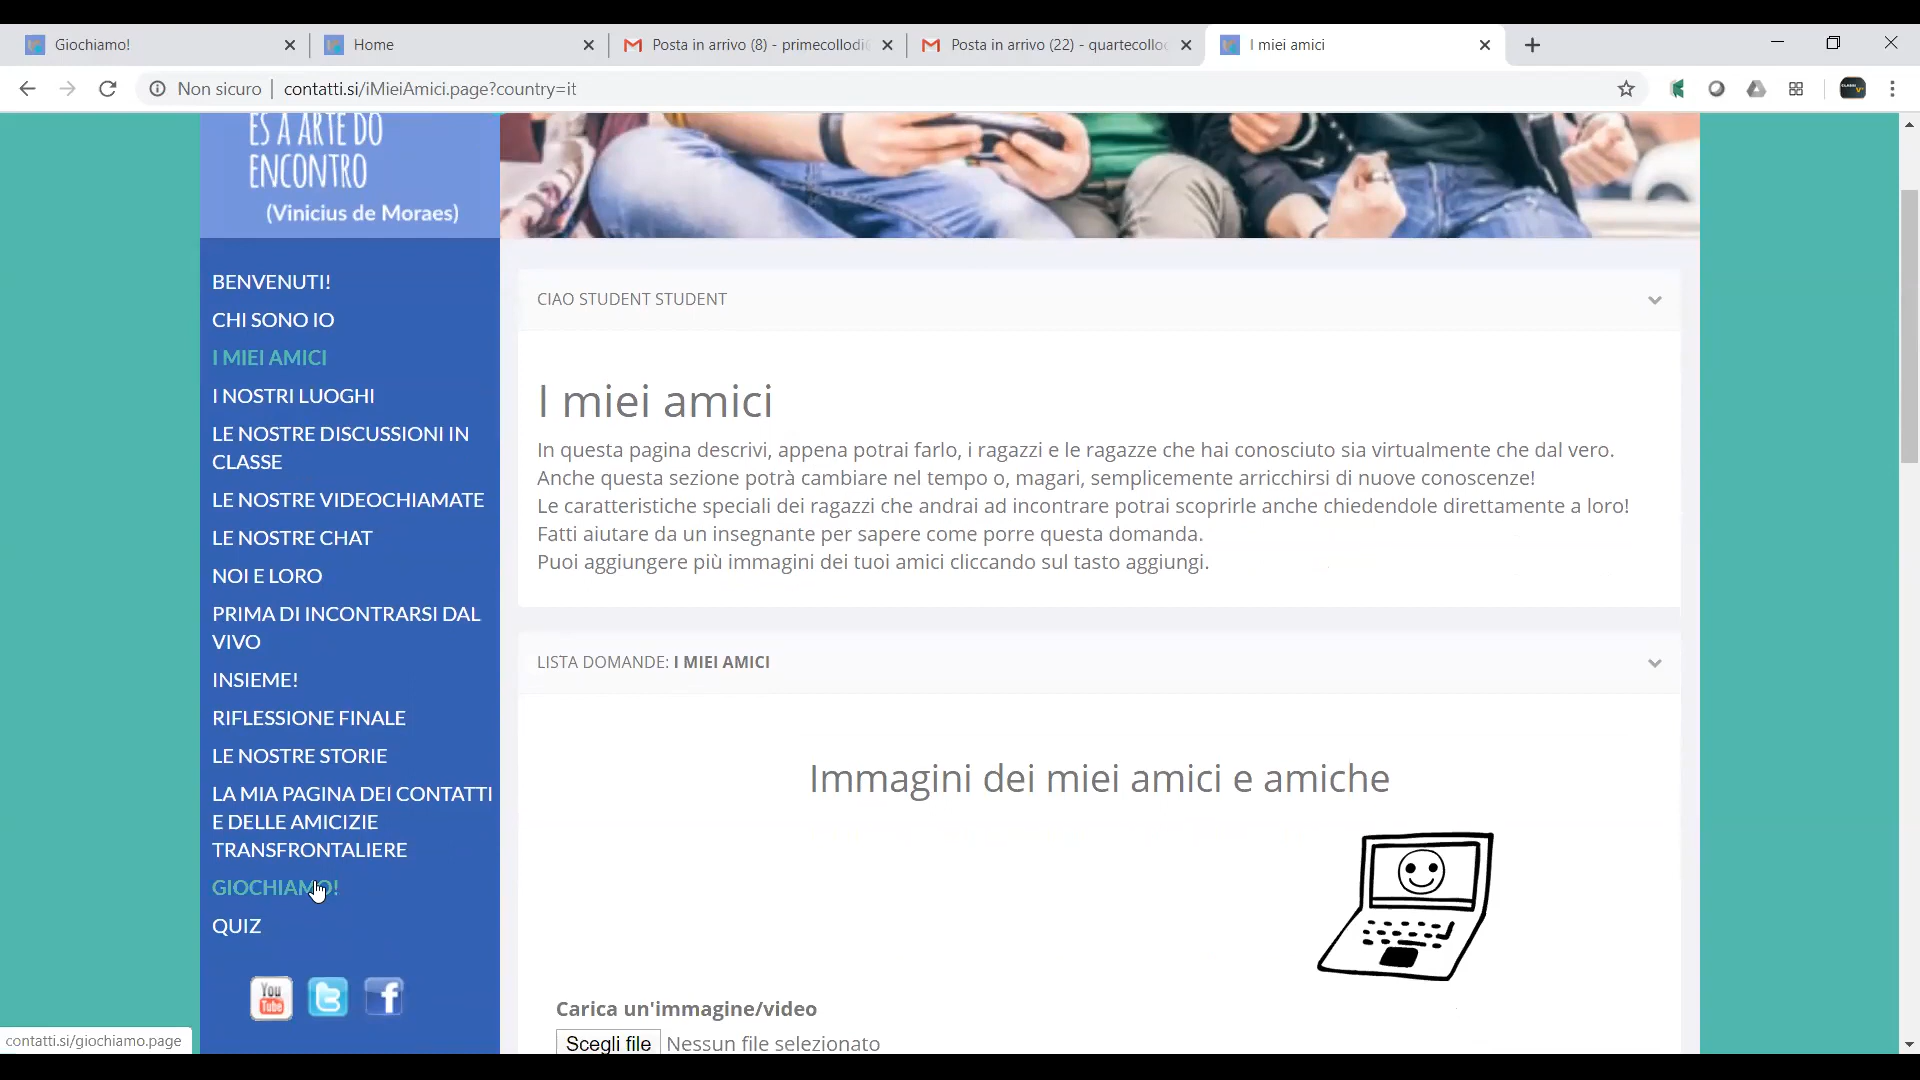 Giochiamo!
Home
Posta in arrivo (8) - primecollodi
Posta in arrivo (22) - quartecolloc
I miei amici
Non sicuro
contatti.si/iMieiAmici.page?country=it
ES A ARTE DO
ENCONTRO
(Vinicius de Moraes)
BENVENUTI!
CHI SONO IO
I MIEI AMICI
I NOSTRI LUOGHI
LE NOSTRE DISCUSSIONI IN
CLASSE
LE NOSTRE VIDEOCHIAMATE
LE NOSTRE CHAT
NOI E LORO
PRIMA DI INCONTRARSI DAL
VIVO
INSIEME!
RIFLESSIONE FINALE
LE NOSTRE STORIE
LA MIA PAGINA DEI CONTATTI
E DELLE AMICIZIE
TRANSFRONTALIERE
GIOCHIAMO!
QUIZ
You
Tube
contatti.si/giochiamo.page
CIAO STUDENT STUDENT
I miei amici
In questa pagina descrivi, appena potrai farlo, i ragazzi e le ragazze che hai conosciuto sia virtualmente che dal vero.
Anche questa sezione potrà cambiare nel tempo o, magari, semplicemente arricchirsi di nuove conoscenze!
Le caratteristiche speciali dei ragazzi che andrai ad incontrare potrai scoprirle anche chiedendole direttamente a loro!
Fatti aiutare da un insegnante per sapere come porre questa domanda.
Puoi aggiungere più immagini dei tuoi amici cliccando sul tasto aggiungi.
LISTA DOMANDE: I MIEI AMICI
Immagini dei miei amici e amiche
Carica un'immagine/video
Scegli file Nessun file selezionato